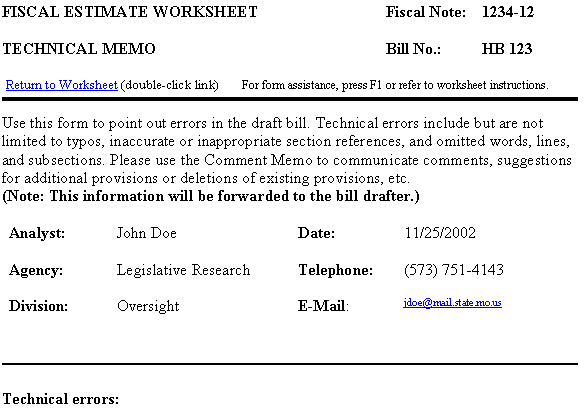 FISCAL ESTIMATE WORKSHEET Fiscal Note: 1234-12
TECHNICAL MEMO Bill No.: HB 123
Return to Worksheet (double-click link) For form assistance, press F1 or refer to worksheet instructions.
Use this form to point out errors in the draft bill. Technical errors include but are not
limited to typos, inaccurate or inappropriate section references, and omitted words, lines,
and subsections. Please use the Comment Memo to communicate comments, suggestions
for additional provisions or deletions of existing provisions, etc.
(Note: This information will be forwarded to the bill drafter.)
Analyst: John Doe Date: 11/25/2002
Agency: Legislative Research Telephone: (573) 751-4143
Division: Oversight E-Mail: jdoe@mail.state.mo.us
Technical errors: